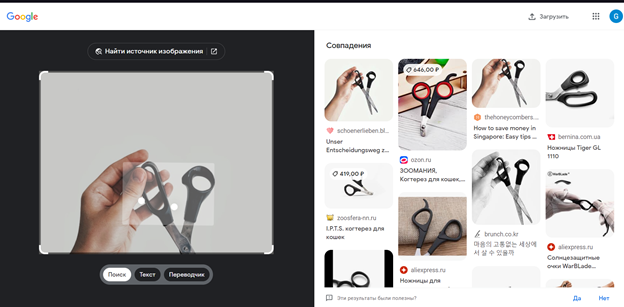 Google
Загрузить
G
Найти источник изображения
Поиск
Текст
Переводчик
Совпадения
schoenerlieben.bl...
Unser
Entscheidungsweg z...
419,00 ₽
zoosfera-nn.ru
I.P.T.S. когтерез для
кошек
646,00 ₽
ozon.ru
ЗООМАНИЯ,
Когтерез для кошек,...
aliexpress.ru
Ножницы для
thehoneycombers....
How to save money in
Singapore: Easy tips ...
brunch.co.kr
마음의 고통없는 세상에
서 살 수 있을까
bernina.com.ua
Ножницы Tiger GL
1110
WarBLade
aliexpress.ru
Солнцезащитные
очки WarBLade...
Эти результаты были полезны?
Да
Нет